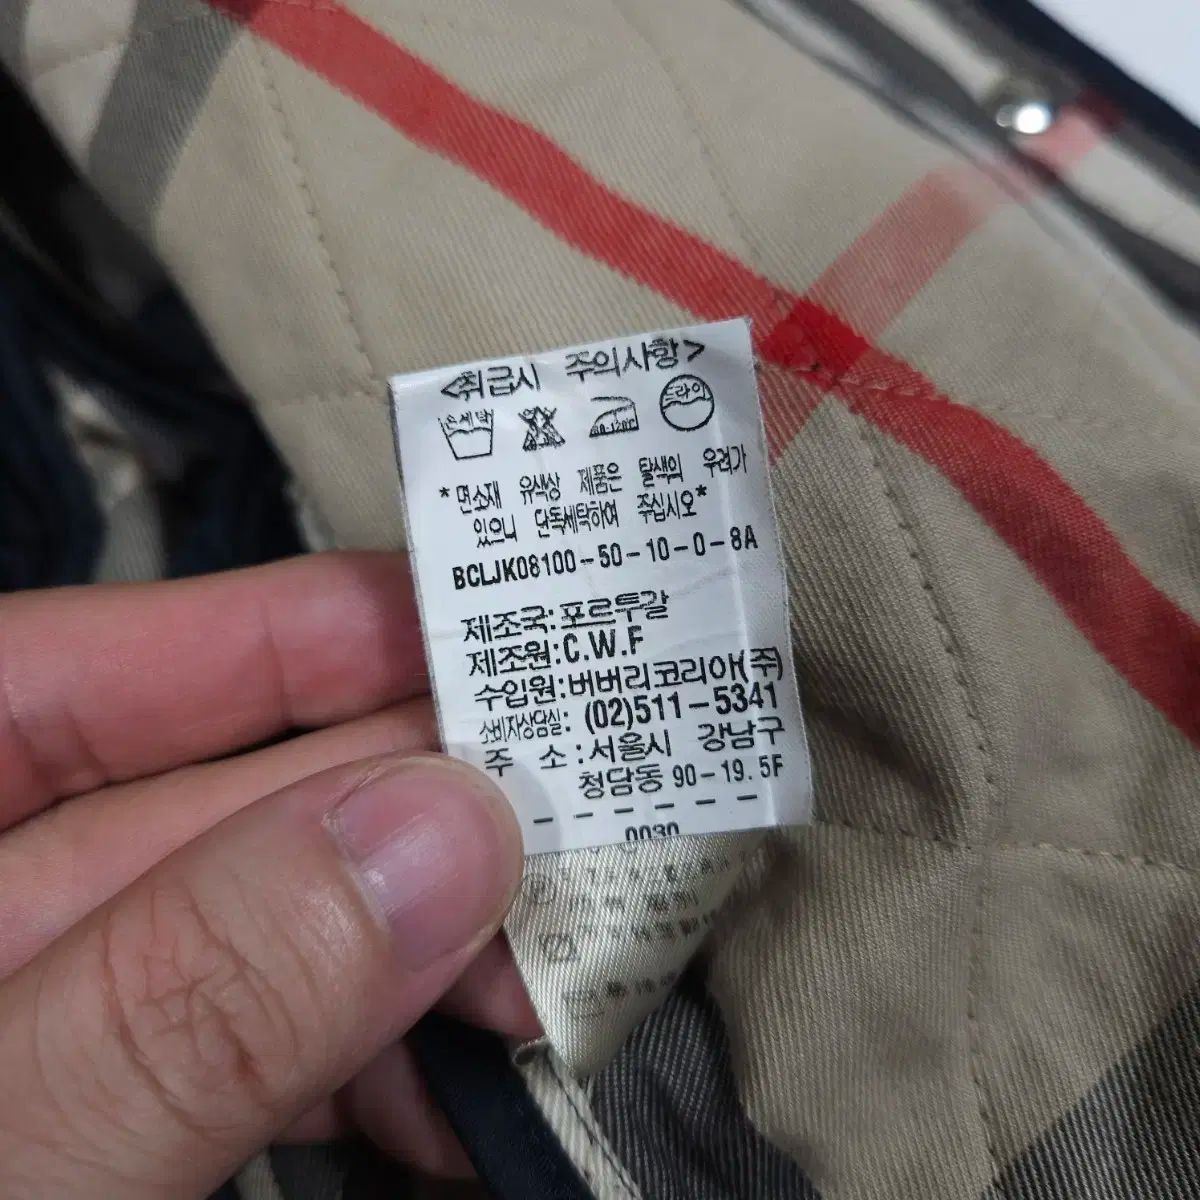 <취급시 주의사항>
손세탁
80-120℃
드라이
*면소재 유색상 제품은 탈색의 우려가
있으니 단독세탁하여 주십시오*
BCLJK08100-50-10-0-8A
제조국:포르투갈
제조원:C.W.F
수입원:버버리코리아(주)
소비자상담실: (02)511-5341
주 소:서울시 강남구
청담동 90-19.5F
- - - - - -
0030